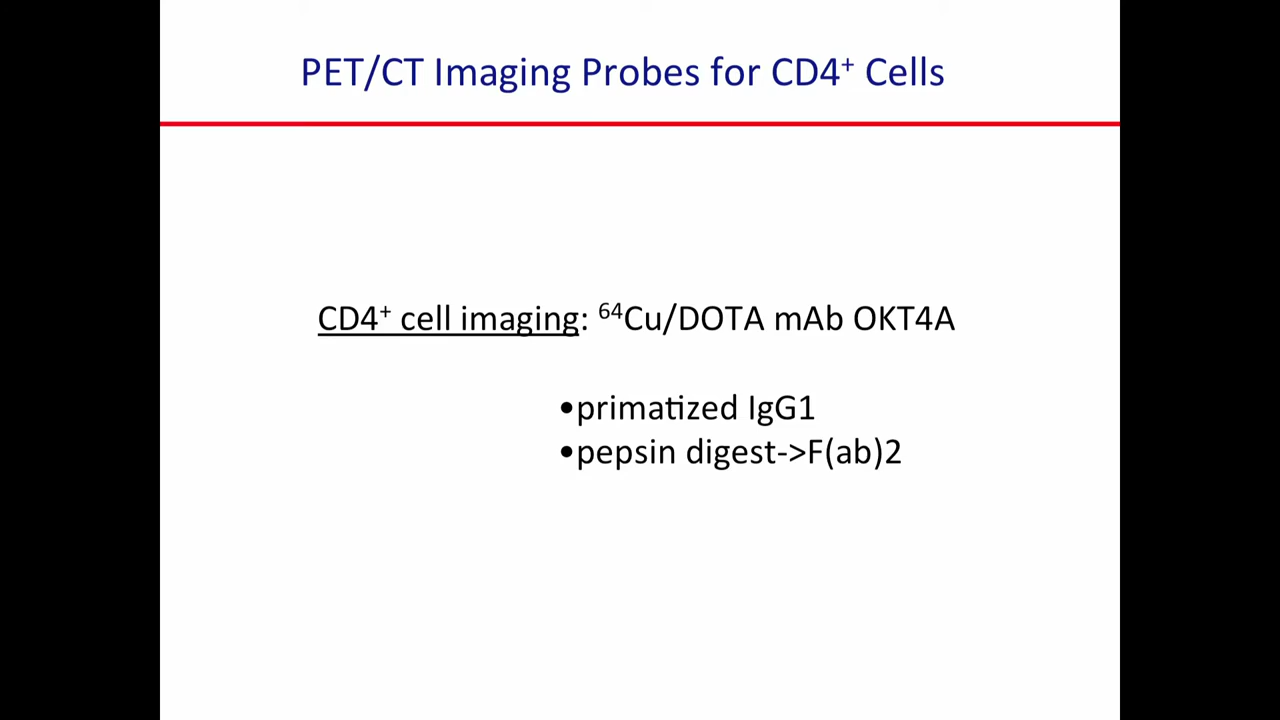 PET/CT Imaging Probes for CD4⁺ Cells
CD4⁺ cell imaging: ⁶⁴Cu/DOTA mAb OKT4A
•primatized IgG1
•pepsin digest->F(ab)2